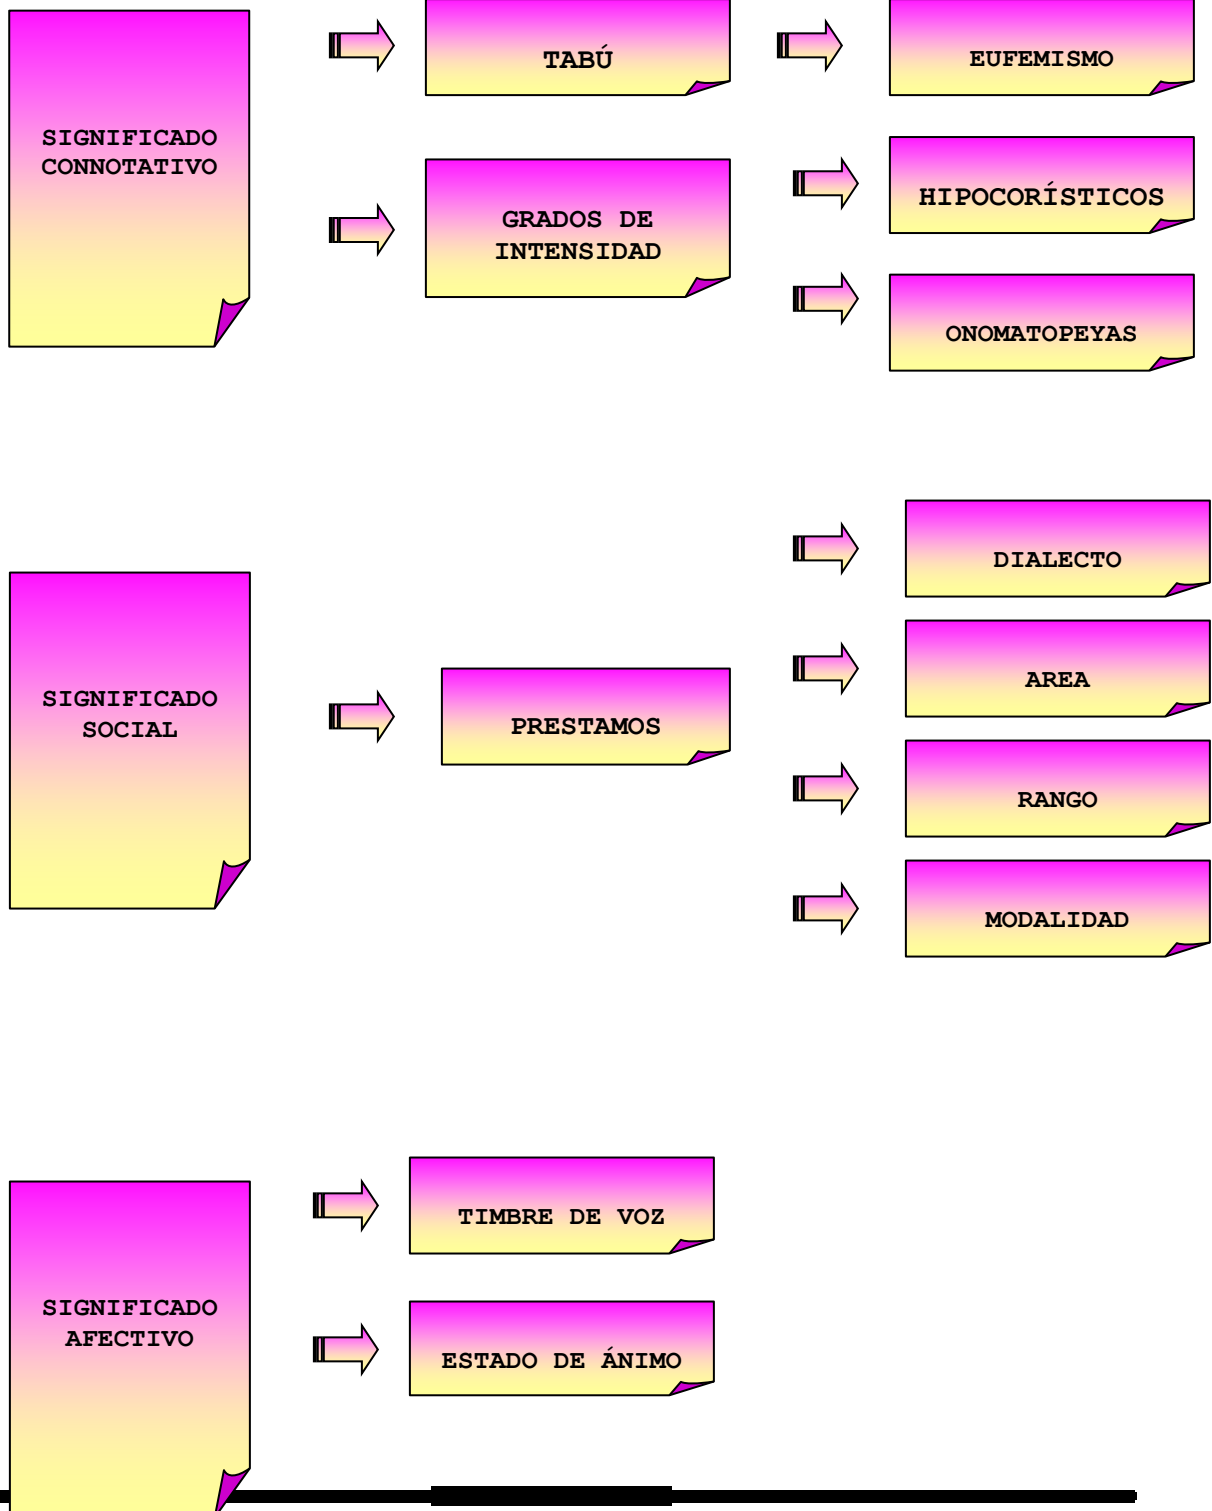 SIGNIFICADO
CONNOTATIVO
TABÚ
EUFEMISMO
GRADOS DE
INTENSIDAD
HIPOCORÍSTICOS
ONOMATOPEYAS
SIGNIFICADO
SOCIAL
PRESTAMOS
DIALECTO
AREA
RANGO
MODALIDAD
SIGNIFICADO
AFECTIVO
TIMBRE DE VOZ
ESTADO DE ÁNIMO